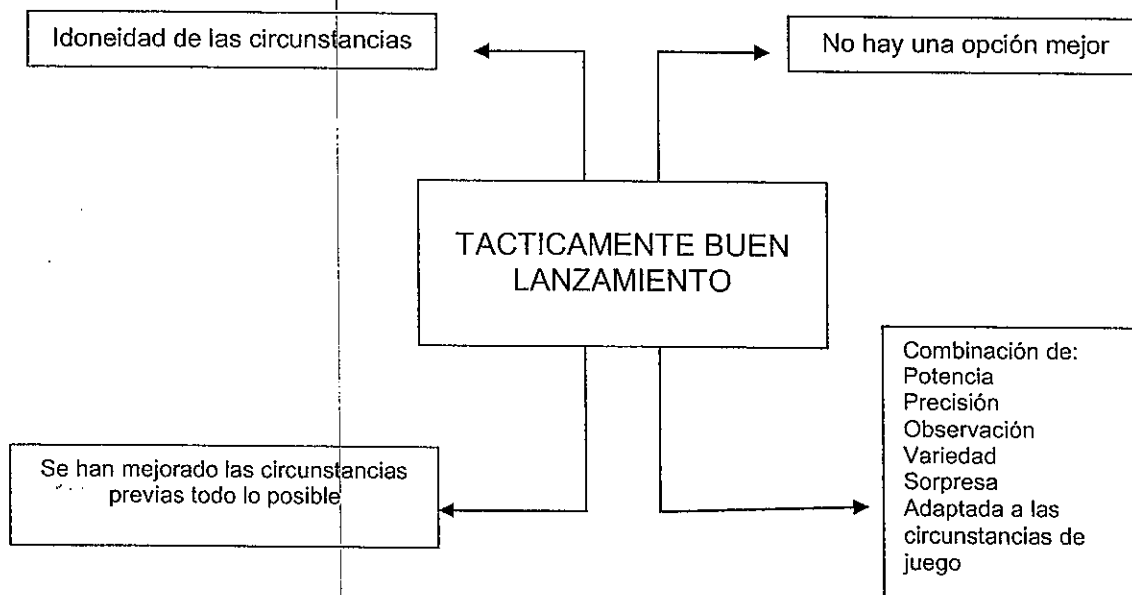 Idoneidad de las circunstancias
No hay una opción mejor
TACTICAMENTE BUEN
LANZAMIENTO
Se han mejorado las circunstancias
previas todo lo posible
Combinación de:
Potencia
Precisión
Observación
Variedad
Sorpresa
Adaptada a las
circunstancias de
juego